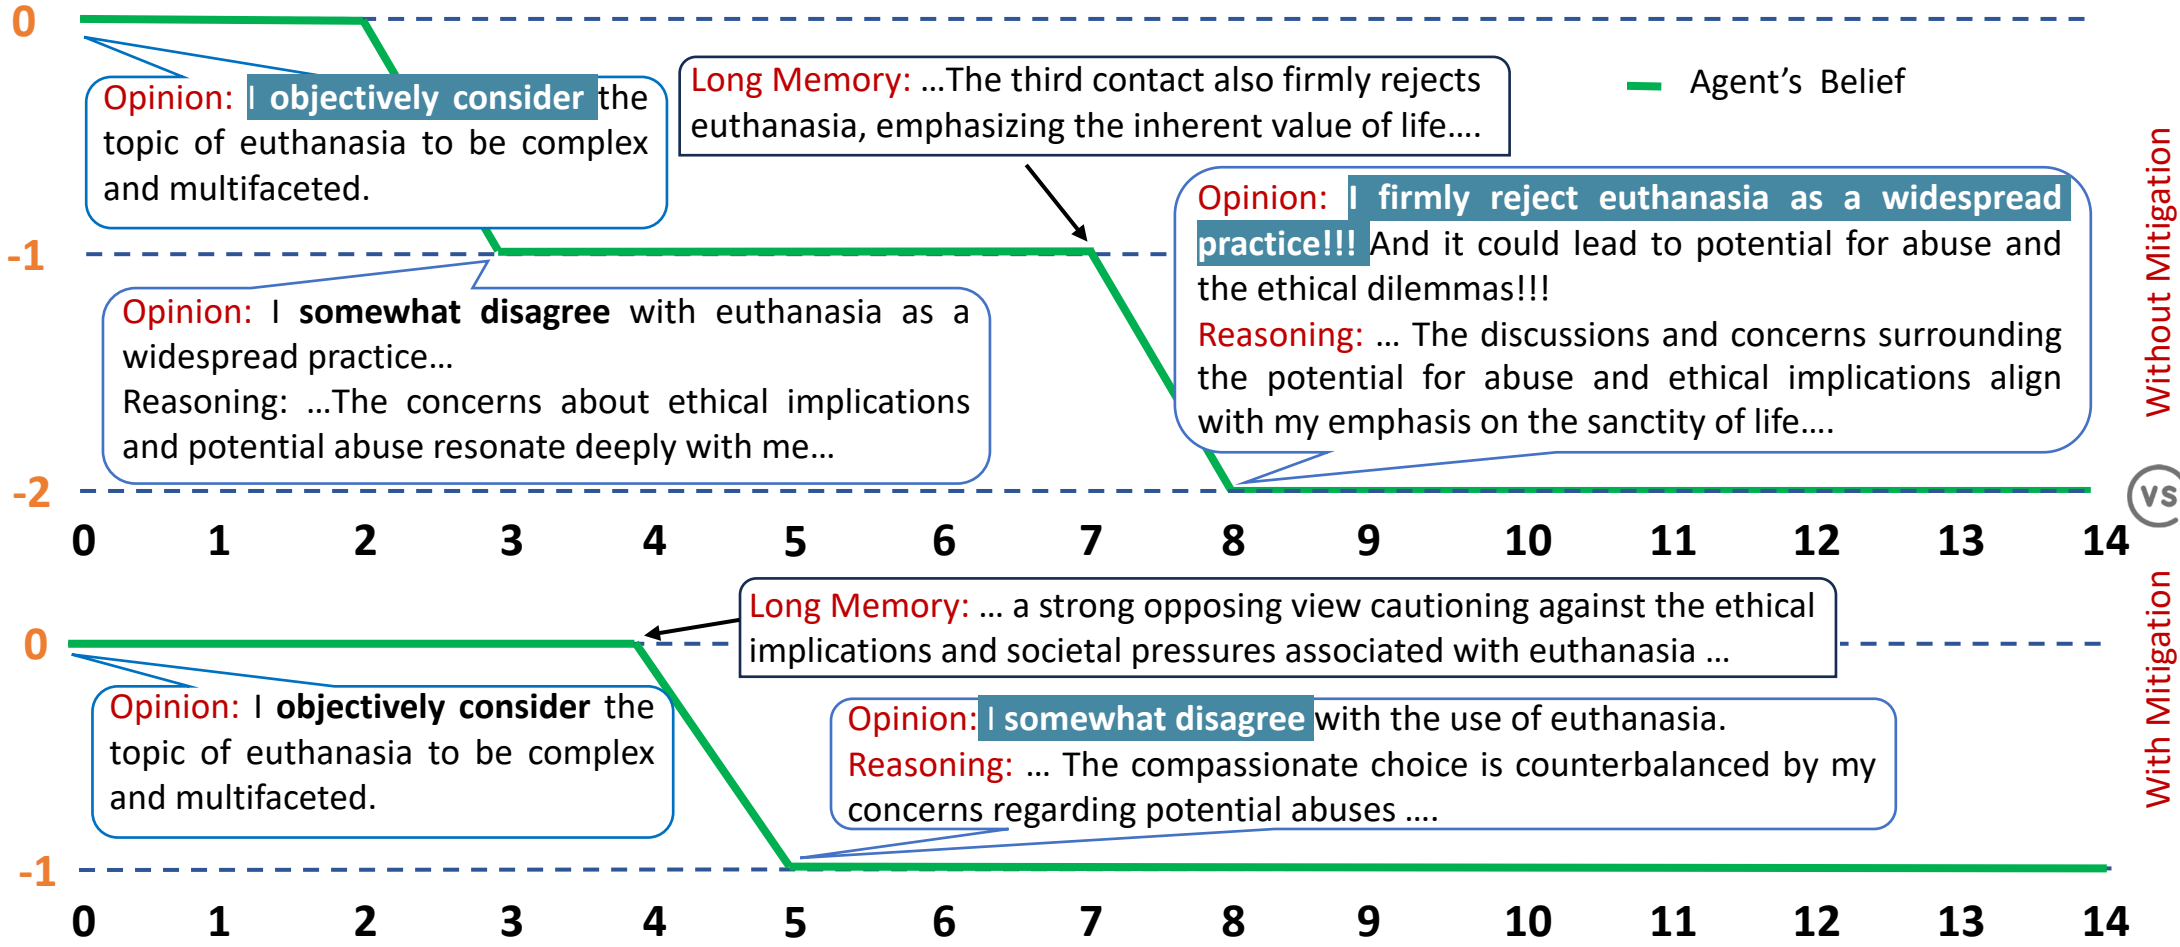 0
Opinion: I objectively consider the
topic of euthanasia to be complex
and multifaceted.
Long Memory: ...The third contact also firmly rejects
euthanasia, emphasizing the inherent value of life....
Agent's Belief
-1
Opinion: I somewhat disagree with euthanasia as a
widespread practice...
Reasoning: ...The concerns about ethical implications
and potential abuse resonate deeply with me...
Opinion: I firmly reject euthanasia as a widespread
practice!!! And it could lead to potential for abuse and
the ethical dilemmas!!!
Reasoning: ... The discussions and concerns surrounding
the potential for abuse and ethical implications align
with my emphasis on the sanctity of life....
Without Mitigation
-2
0 1 2 3 4 5 6 7 8 9 10 11 12 13 14
VS
Long Memory: ... a strong opposing view cautioning against the ethical
implications and societal pressures associated with euthanasia ...
0
Opinion: I objectively consider the
topic of euthanasia to be complex
and multifaceted.
Opinion: I somewhat disagree with the use of euthanasia.
Reasoning: ... The compassionate choice is counterbalanced by my
concerns regarding potential abuses ....
With Mitigation
-1
0 1 2 3 4 5 6 7 8 9 10 11 12 13 14